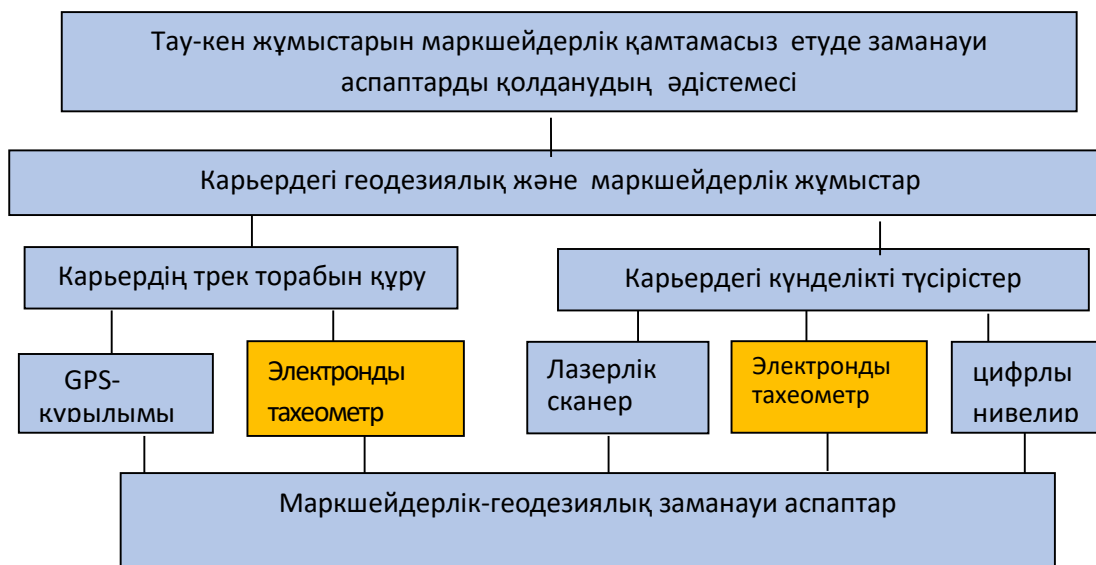 Тау-кен жұмыстарын маркшейдерлік қамтамасыз етуде заманауи
аспаптарды қолданудың әдістемесі
Карьердегі геодезиялық және маркшейдерлік жұмыстар
Карьердің трек торабын құру
Карьердегі күнделікті түсірістер
GPS-
құрылымы
Электронды
тахеометр
Лазерлік
сканер
Электронды
тахеометр
цифрлы
нивелир
Маркшейдерлік-геодезиялық заманауи аспаптар